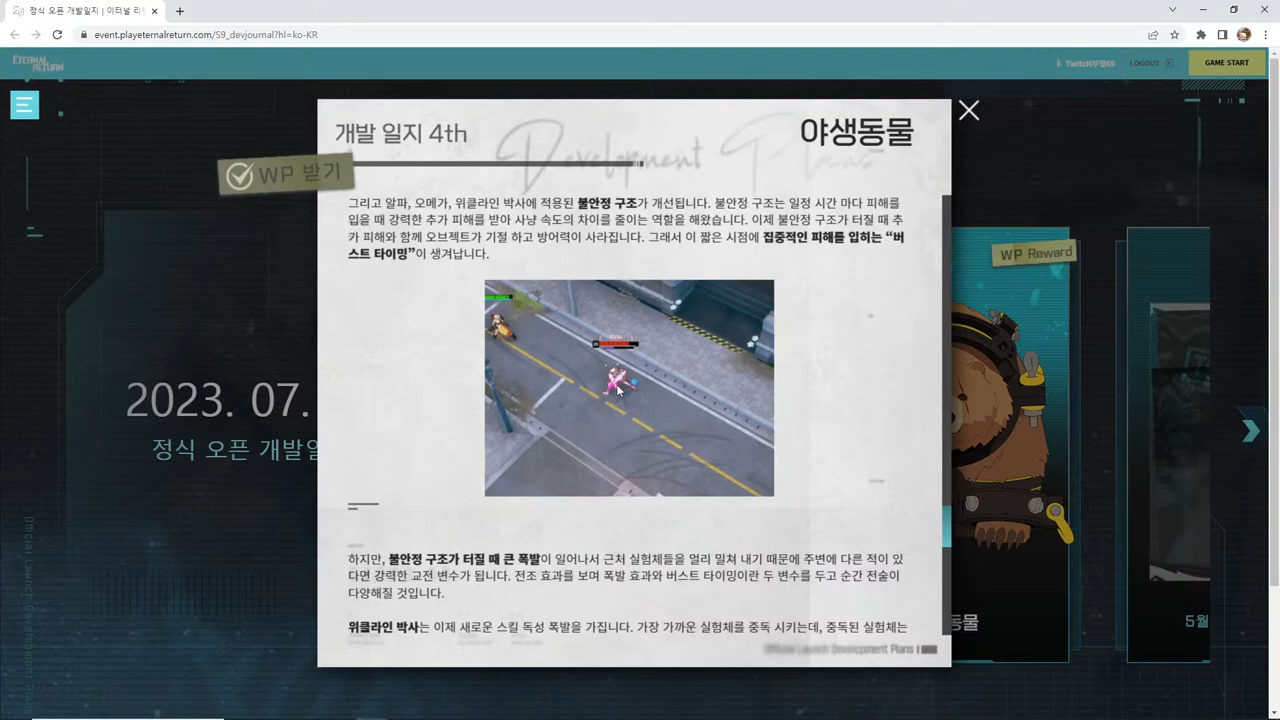 정식 오픈 개발일지 | 이터널 리
event.playeternalreturn.com/S9_devjournal?hl=ko-KR
ETERNAL RETURN
LOGOUT
GAME START
개발 일지 4th
Development Plans
야생동물
WP 받기
그리고 알파, 오메가, 위클라인 박사에 적용된 불안정 구조가 개선됩니다. 불안정 구조는 일정 시간 마다 피해를
입을 때 강력한 추가 피해를 받아 사냥 속도의 차이를 줄이는 역할을 해왔습니다. 이제 불안정 구조가 터질 때 추
가 피해와 함께 오브젝트가 기절 하고 방어력이 사라집니다. 그래서 이 짧은 시점에 집중적인 피해를 입히는 “버
스트 타이밍”이 생겨납니다.
WP Reward
2023. 07.
정식 오픈 개발일
하지만, 불안정 구조가 터질 때 큰 폭발이 일어나서 근처 실험체들을 멀리 밀쳐 내기 때문에 주변에 다른 적이 있
다면 강력한 교전 변수가 됩니다. 전조 효과를 보며 폭발 효과와 버스트 타이밍이란 두 변수를 두고 순간 전술이
다양해질 것입니다.
위클라인 박사는 이제 새로운 스킬 독성 폭발을 가집니다. 가장 가까운 실험체를 중독 시키는데, 중독된 실험체는
동물
5월
Official Launch Development Plans
Official Launch Development Plans